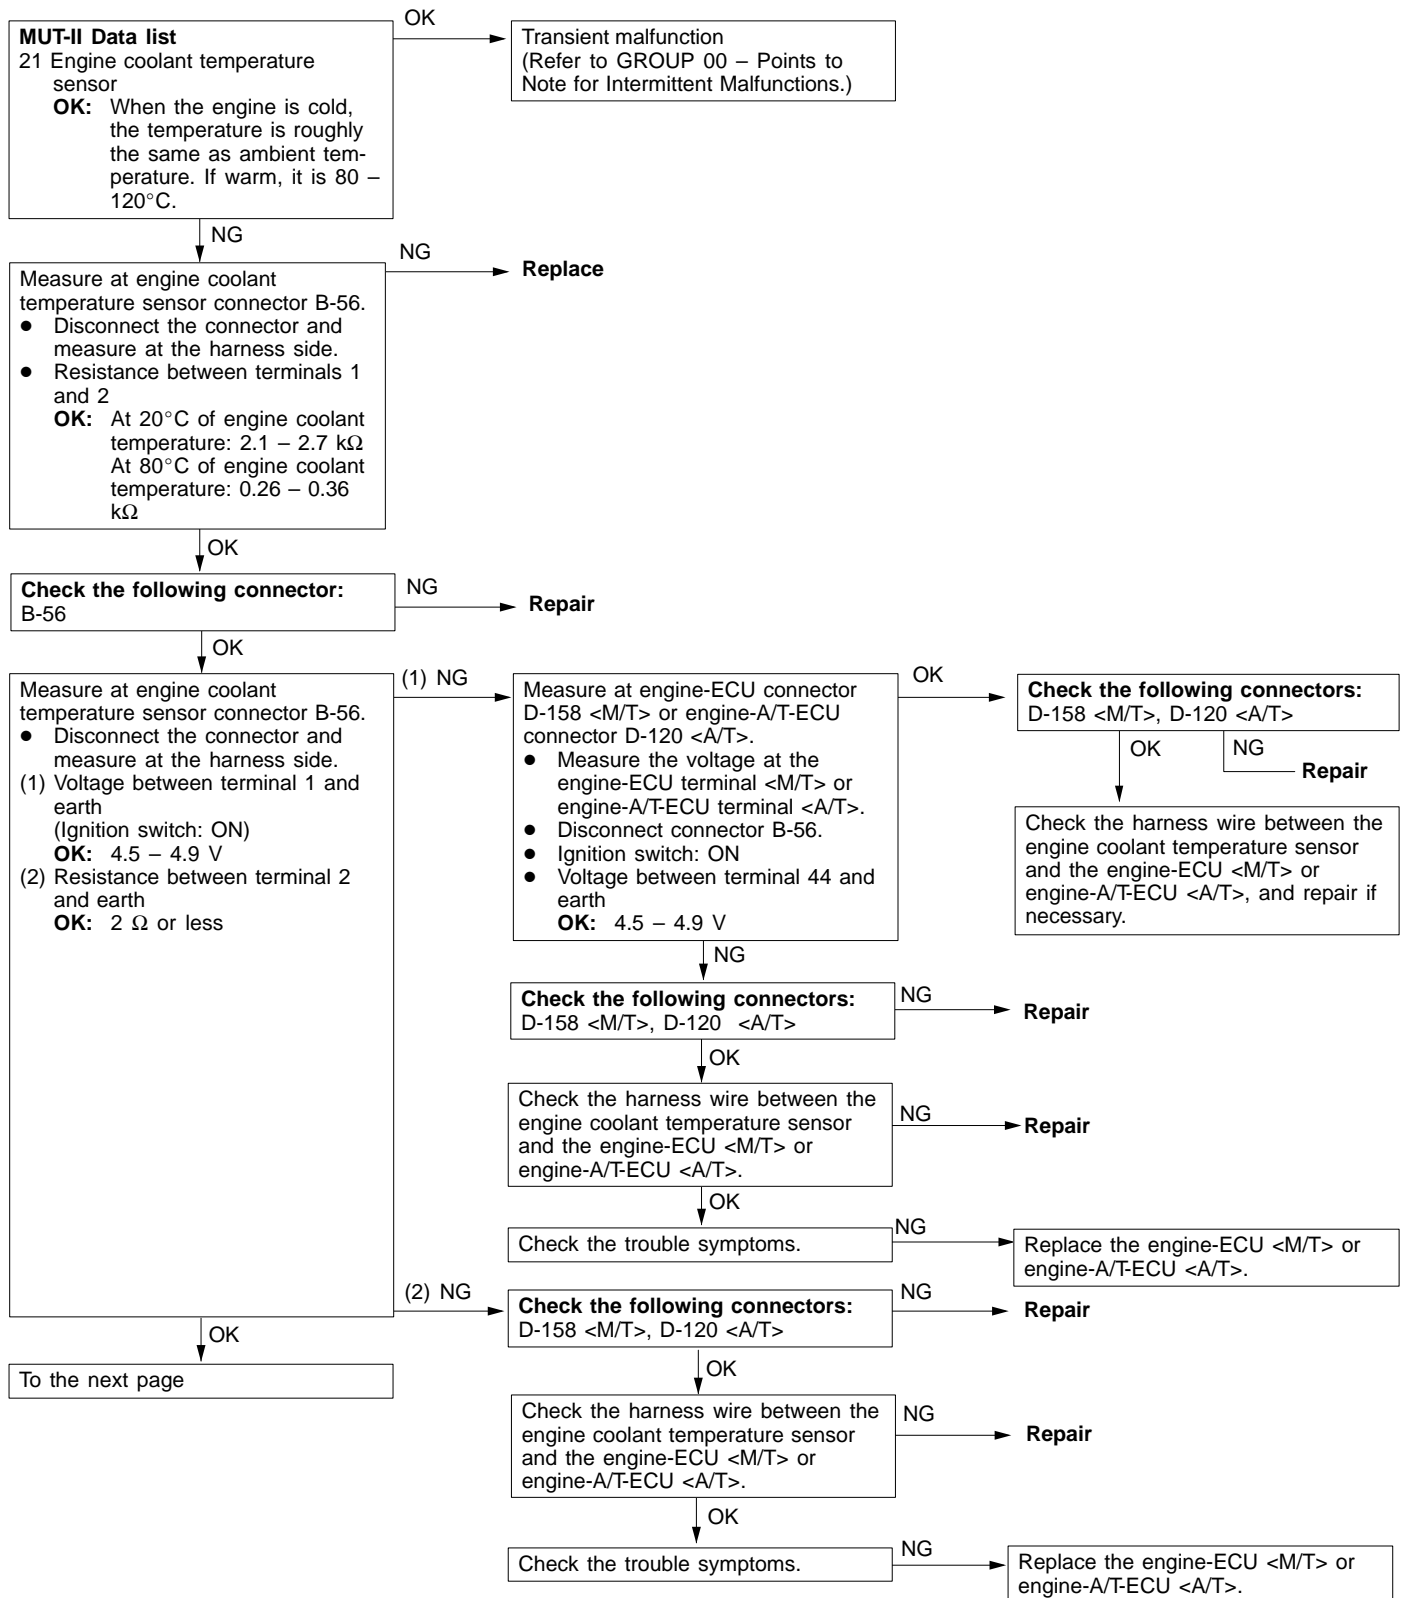 OK
MUT-II Data list
21 Engine coolant temperature
sensor
OK: When the engine is cold,
the temperature is roughly
the same as ambient tem-
perature. If warm, it is 80 –
120°C.
Transient malfunction
(Refer to GROUP 00 – Points to
Note for Intermittent Malfunctions.)
NG
Measure at engine coolant
temperature sensor connector B-56.
● Disconnect the connector and
measure at the harness side.
● Resistance between terminals 1
and 2
OK: At 20°C of engine coolant
temperature: 2.1 – 2.7 kΩ
At 80°C of engine coolant
temperature: 0.26 – 0.36
kΩ
NG
Replace
OK
Check the following connector:
B-56
NG
Repair
OK
Measure at engine coolant
temperature sensor connector B-56.
● Disconnect the connector and
measure at the harness side.
(1) Voltage between terminal 1 and
earth
(Ignition switch: ON)
OK: 4.5 – 4.9 V
(2) Resistance between terminal 2
and earth
OK: 2 Ω or less
(1) NG
Measure at engine-ECU connector
D-158 <M/T> or engine-A/T-ECU
connector D-120 <A/T>.
● Measure the voltage at the
engine-ECU terminal <M/T> or
engine-A/T-ECU terminal <A/T>.
● Disconnect connector B-56.
● Ignition switch: ON
● Voltage between terminal 44 and
earth
OK: 4.5 – 4.9 V
OK
Check the following connectors:
D-158 <M/T>, D-120 <A/T>
OK
NG
Repair
Check the harness wire between the
engine coolant temperature sensor
and the engine-ECU <M/T> or
engine-A/T-ECU <A/T>, and repair if
necessary.
NG
Check the following connectors:
D-158 <M/T>, D-120 <A/T>
NG
Repair
OK
Check the harness wire between the
engine coolant temperature sensor
and the engine-ECU <M/T> or
engine-A/T-ECU <A/T>.
NG
Repair
OK
Check the trouble symptoms.
NG
Replace the engine-ECU <M/T> or
engine-A/T-ECU <A/T>.
(2) NG
Check the following connectors:
D-158 <M/T>, D-120 <A/T>
NG
Repair
OK
To the next page
OK
Check the harness wire between the
engine coolant temperature sensor
and the engine-ECU <M/T> or
engine-A/T-ECU <A/T>.
NG
Repair
OK
Check the trouble symptoms.
NG
Replace the engine-ECU <M/T> or
engine-A/T-ECU <A/T>.